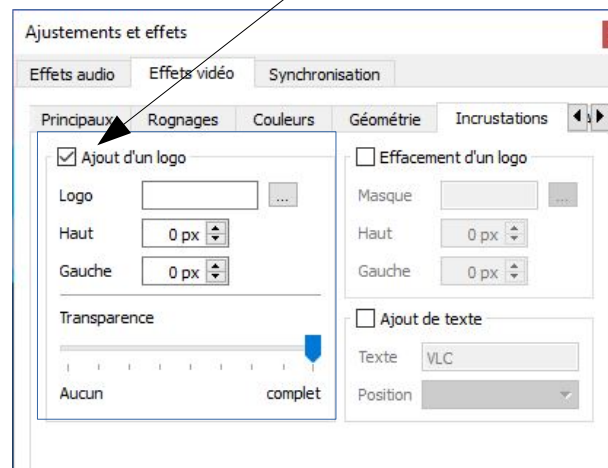 Ajustements et effets
Effets audio Effets vidéo Synchronisation
Principaux Rognages Couleurs Géométrie Incrustations
Ajout d'un logo
Logo ...
Haut 0 px
Gauche 0 px
Transparence
Aucun complet
Effacement d'un logo
Masque ...
Haut 0 px
Gauche 0 px
Ajout de texte
Texte VLC
Position